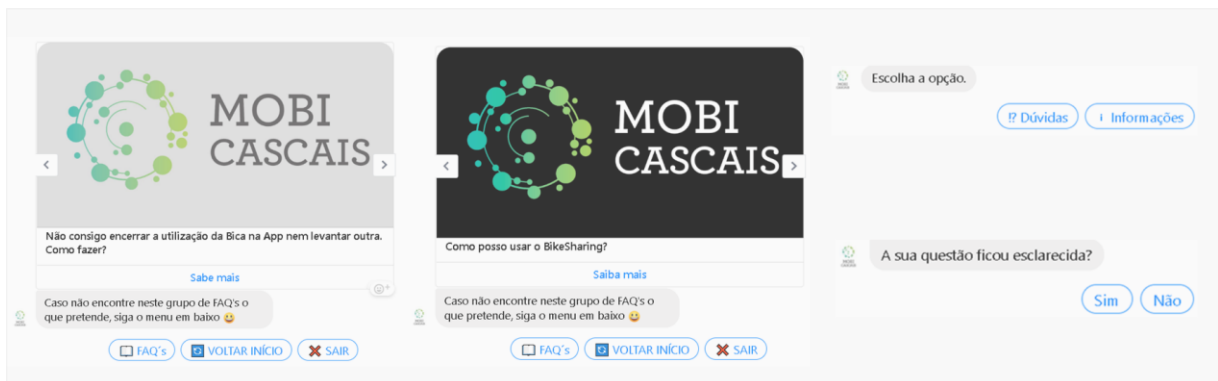 MOBI
CASCAIS
Não consigo encerrar a utilização da Bica na App nem levantar outra.
Como fazer?
Sabe mais
Caso não encontre neste grupo de FAQ's o
que pretende, siga o menu em baixo 😃
FAQ´s
VOLTAR INÍCIO
SAIR
MOBI
CASCAIS
Como posso usar o BikeSharing?
Saiba mais
Caso não encontre neste grupo de FAQ's o
que pretende, siga o menu em baixo 😃
FAQ´s
VOLTAR INÍCIO
SAIR
Escolha a opção.
⁉ Dúvidas
ℹ Informações
A sua questão ficou esclarecida?
Sim
Não